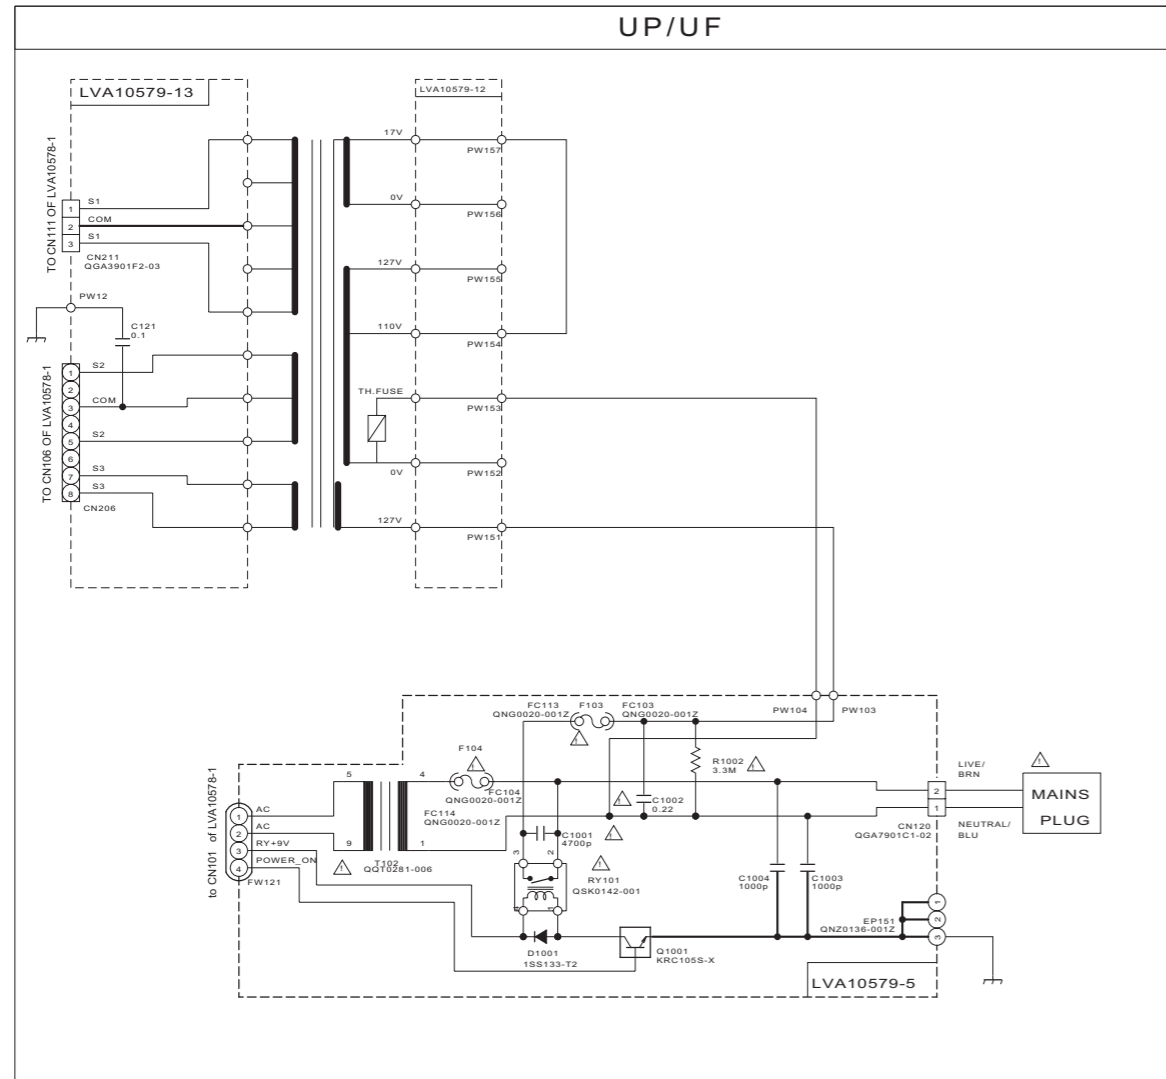 UP/UF
LVA10579-13
LVA10579-12
TO CN111 OF LVA10578-1
1
S1
2
COM
3
S1
CN211
QGA3901F2-03
PW12
C121
0.1
TO CN106 OF LVA10578-1
1
S2
2
3
COM
4
5
S2
6
7
S3
8
S3
CN206
17V
PW157
0V
PW156
127V
PW155
110V
PW154
TH.FUSE
PW153
0V
PW152
127V
PW151
FC113
QNG0020-001Z
F103
FC103
QNG0020-001Z
PW104
PW103
!
R1002
3.3M
!
F104
!
FC104
QNG0020-001Z
FC114
QNG0020-001Z
5
4
9
1
!
T102
QQT0281-006
!
C1002
0.22
!
C1001
4700p
3
2
!
RY101
QSK0142-001
4
1
D1001
1SS133-T2
Q1001
KRC105S-X
C1004
1000p
C1003
1000p
to CN101 of LVA10578-1
1
AC
2
AC
3
RY+9V
4
POWER_ON
FW121
LIVE/
BRN
2
1
NEUTRAL/
BLU
CN120
QGA7901C1-02
!
MAINS
PLUG
1
2
3
EP151
QNZ0136-001Z
LVA10579-5